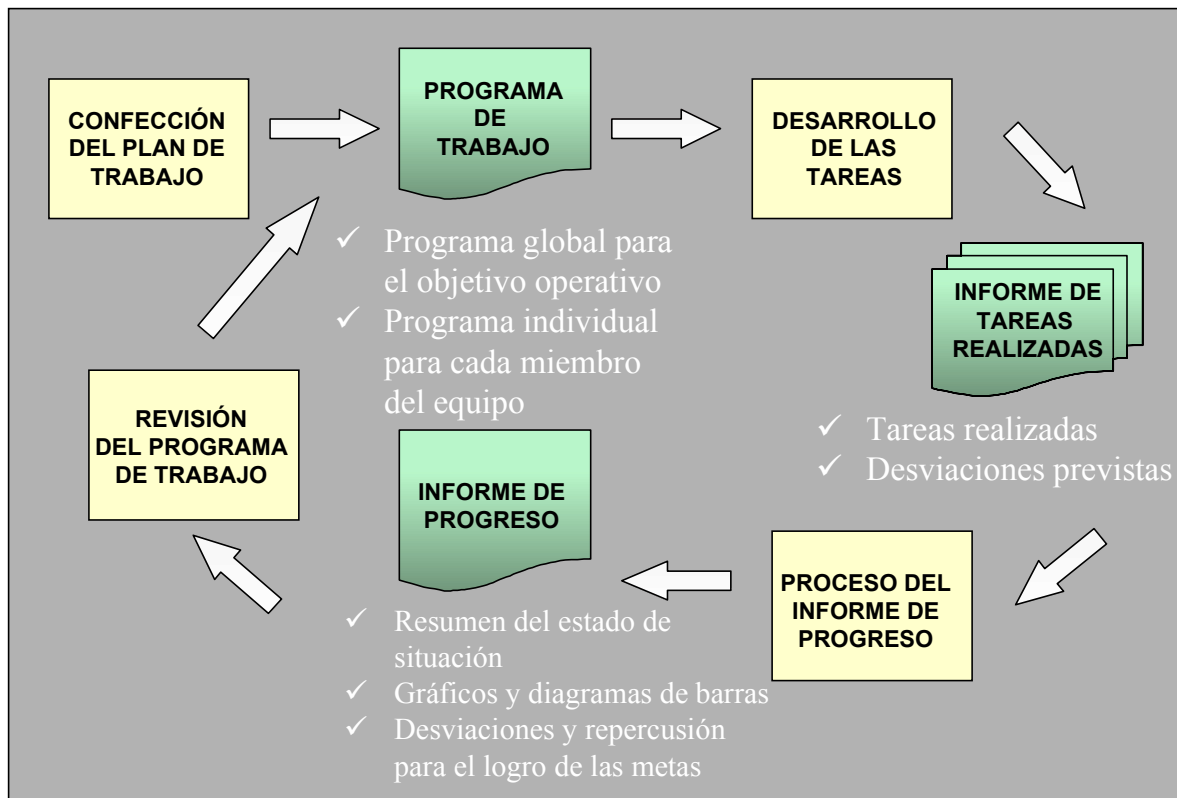 CONFECCIÓN
DEL PLAN DE
TRABAJO
PROGRAMA
DE
TRABAJO
DESARROLLO
DE LAS
TAREAS
✓ Programa global para
el objetivo operativo
✓ Programa individual
para cada miembro
del equipo
INFORME DE
TAREAS
REALIZADAS
✓ Tareas realizadas
✓ Desviaciones previstas
REVISIÓN
DEL PROGRAMA
DE TRABAJO
INFORME DE
PROGRESO
PROCESO DEL
INFORME DE
PROGRESO
✓ Resumen del estado de
situación
✓ Gráficos y diagramas de barras
✓ Desviaciones y repercusión
para el logro de las metas